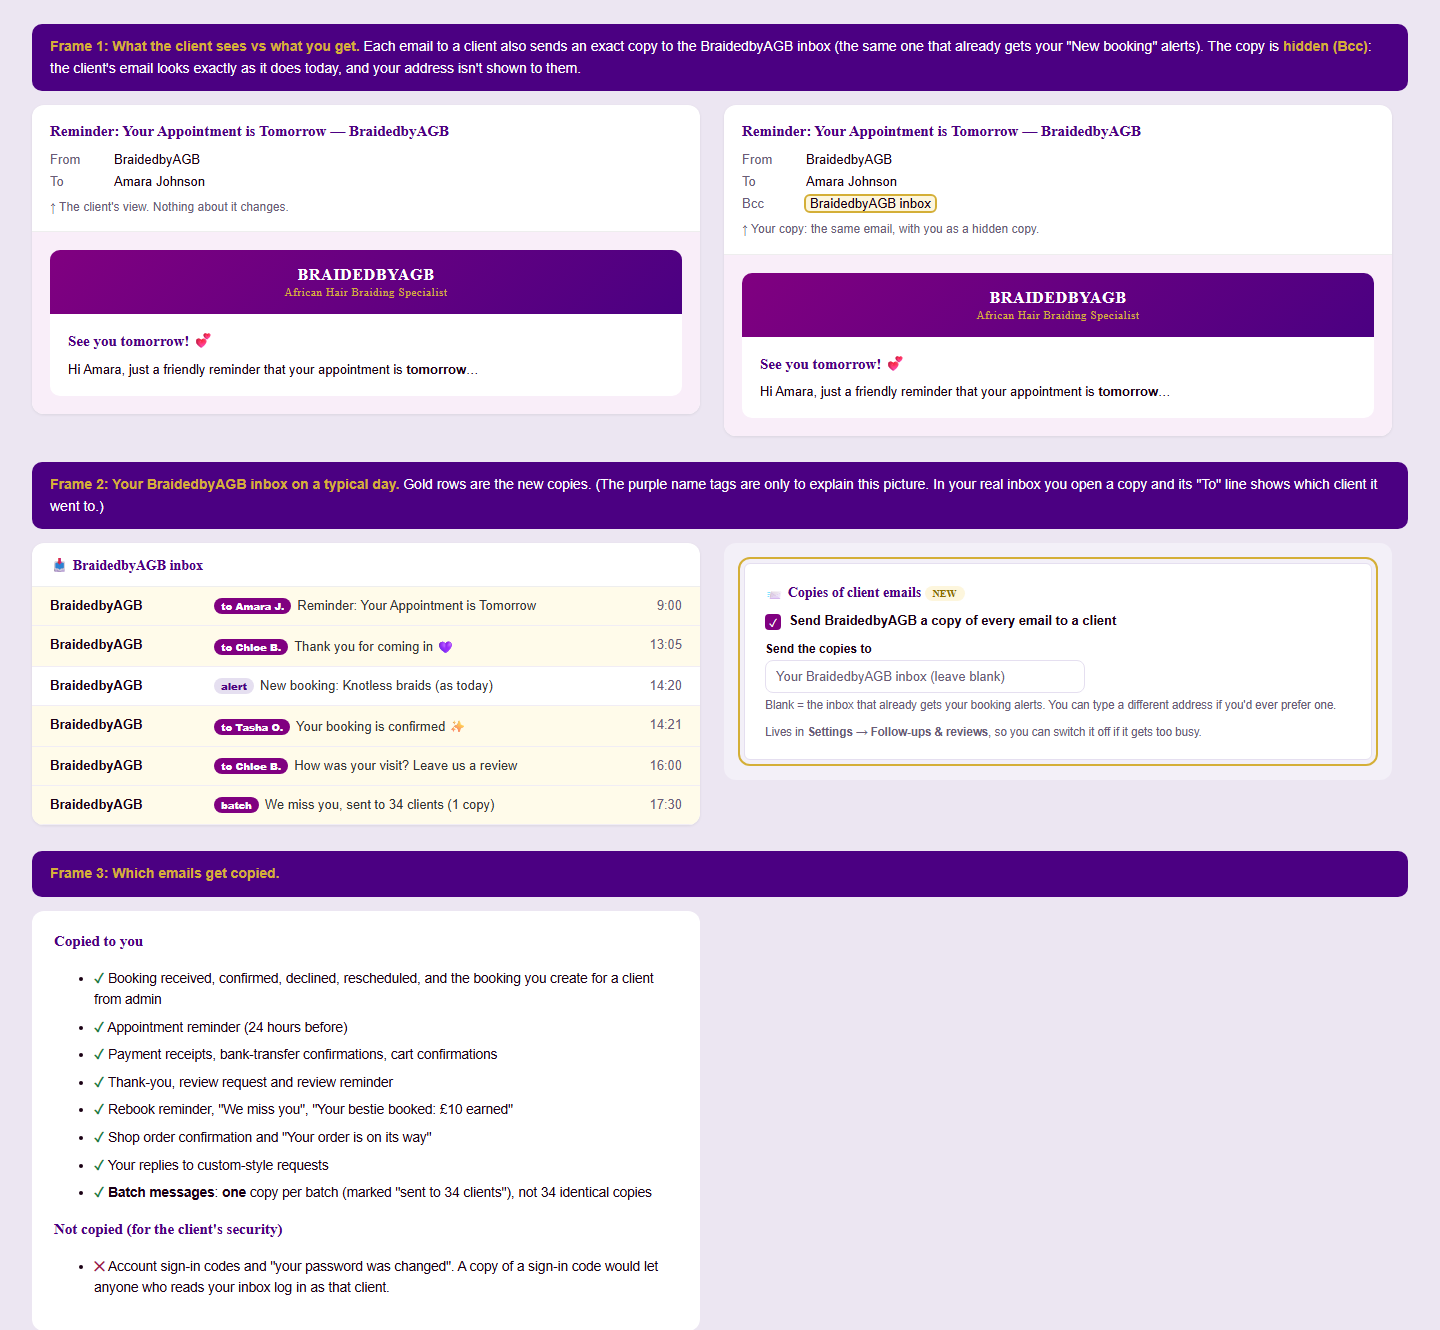 Frame 1: What the client sees vs what you get. Each email to a client also sends an exact copy to the BraidedbyAGB inbox (the same one that already gets your "New booking" alerts). The copy is hidden (Bcc):
the client's email looks exactly as it does today, and your address isn't shown to them.
Reminder: Your Appointment is Tomorrow — BraidedbyAGB
From BraidedbyAGB
To Amara Johnson
↑ The client's view. Nothing about it changes.
BRAIDEDBYAGB
African Hair Braiding Specialist
See you tomorrow! 💕
Hi Amara, just a friendly reminder that your appointment is tomorrow…
Reminder: Your Appointment is Tomorrow — BraidedbyAGB
From BraidedbyAGB
To Amara Johnson
Bcc BraidedbyAGB inbox
↑ Your copy: the same email, with you as a hidden copy.
BRAIDEDBYAGB
African Hair Braiding Specialist
See you tomorrow! 💕
Hi Amara, just a friendly reminder that your appointment is tomorrow…
Frame 2: Your BraidedbyAGB inbox on a typical day. Gold rows are the new copies. (The purple name tags are only to explain this picture. In your real inbox you open a copy and its "To" line shows which client it
went to.)
📥 BraidedbyAGB inbox
BraidedbyAGB to Amara J. Reminder: Your Appointment is Tomorrow 9:00
BraidedbyAGB to Chloe B. Thank you for coming in 💜 13:05
BraidedbyAGB alert New booking: Knotless braids (as today) 14:20
BraidedbyAGB to Tasha O. Your booking is confirmed ✨ 14:21
BraidedbyAGB to Chloe B. How was your visit? Leave us a review 16:00
BraidedbyAGB batch We miss you, sent to 34 clients (1 copy) 17:30
📨 Copies of client emails NEW
✓ Send BraidedbyAGB a copy of every email to a client
Send the copies to
Your BraidedbyAGB inbox (leave blank)
Blank = the inbox that already gets your booking alerts. You can type a different address if you'd ever prefer one.
Lives in Settings → Follow-ups & reviews, so you can switch it off if it gets too busy.
Frame 3: Which emails get copied.
Copied to you
• ✓ Booking received, confirmed, declined, rescheduled, and the booking you create for a client
from admin
• ✓ Appointment reminder (24 hours before)
• ✓ Payment receipts, bank-transfer confirmations, cart confirmations
• ✓ Thank-you, review request and review reminder
• ✓ Rebook reminder, "We miss you", "Your bestie booked: £10 earned"
• ✓ Shop order confirmation and "Your order is on its way"
• ✓ Your replies to custom-style requests
• ✓ Batch messages: one copy per batch (marked "sent to 34 clients"), not 34 identical copies
Not copied (for the client's security)
• ✕ Account sign-in codes and "your password was changed". A copy of a sign-in code would let
anyone who reads your inbox log in as that client.